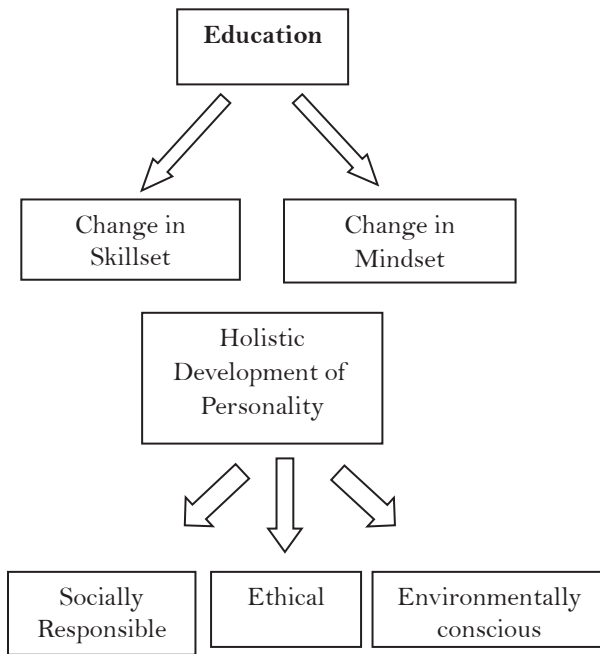 Education
Change in
Skillset
Change in
Mindset
Holistic
Development of
Personality
Socially
Responsible
Ethical
Environmentally
conscious